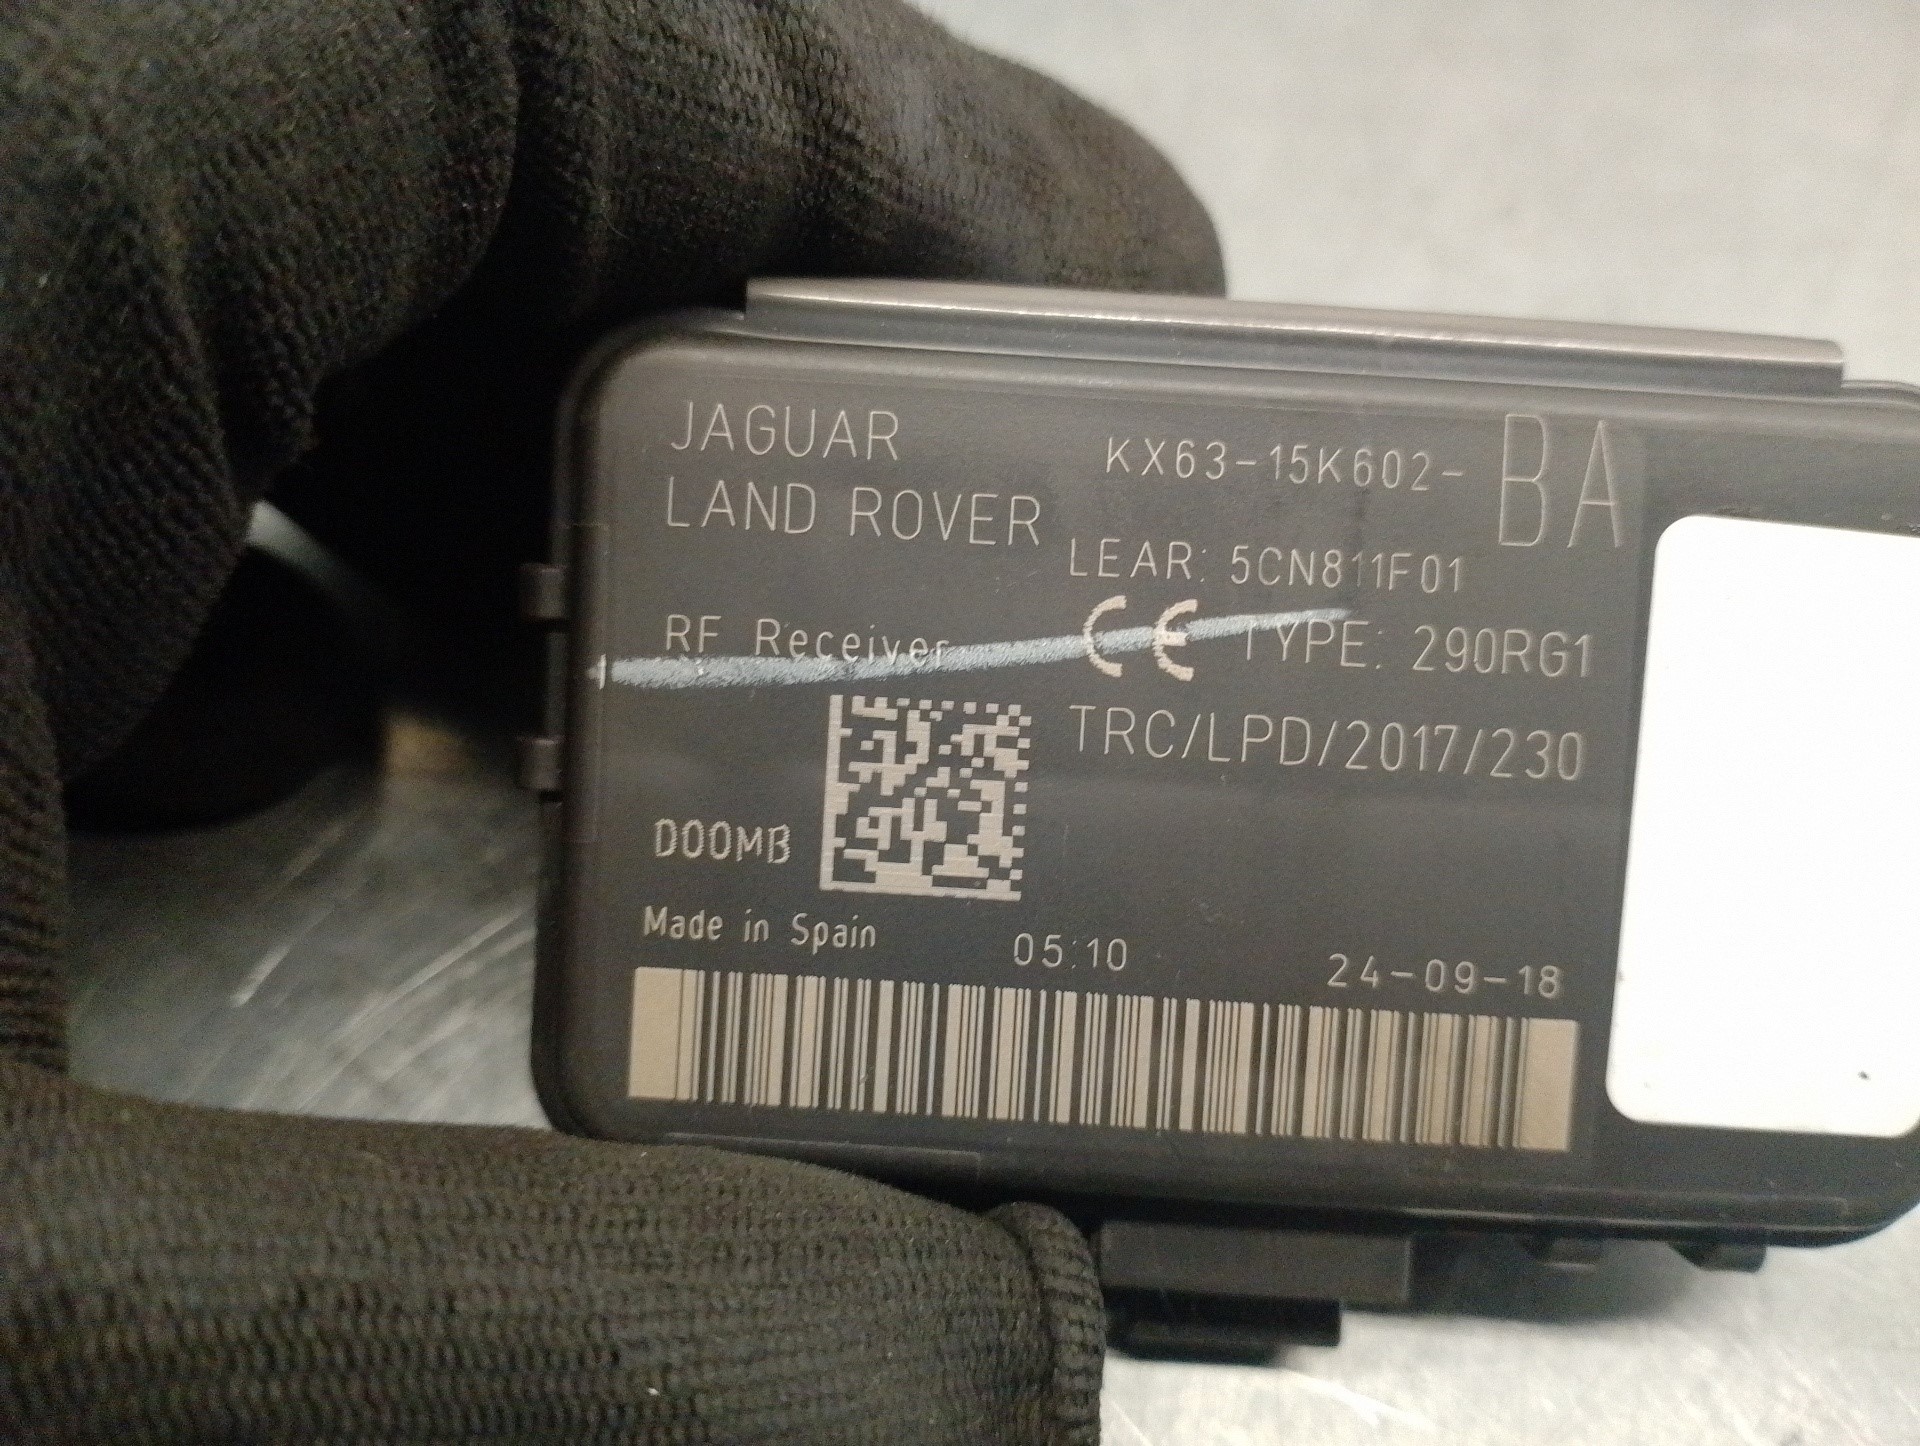 JAGUAR
LAND ROVER
KX63-15K602-BA
LEAR: 5CN811F01
RF Receiver
CE TYPE: 290RG1
TRC/LPD/2017/230
D00MB
Made in Spain
05:10
24-09-18